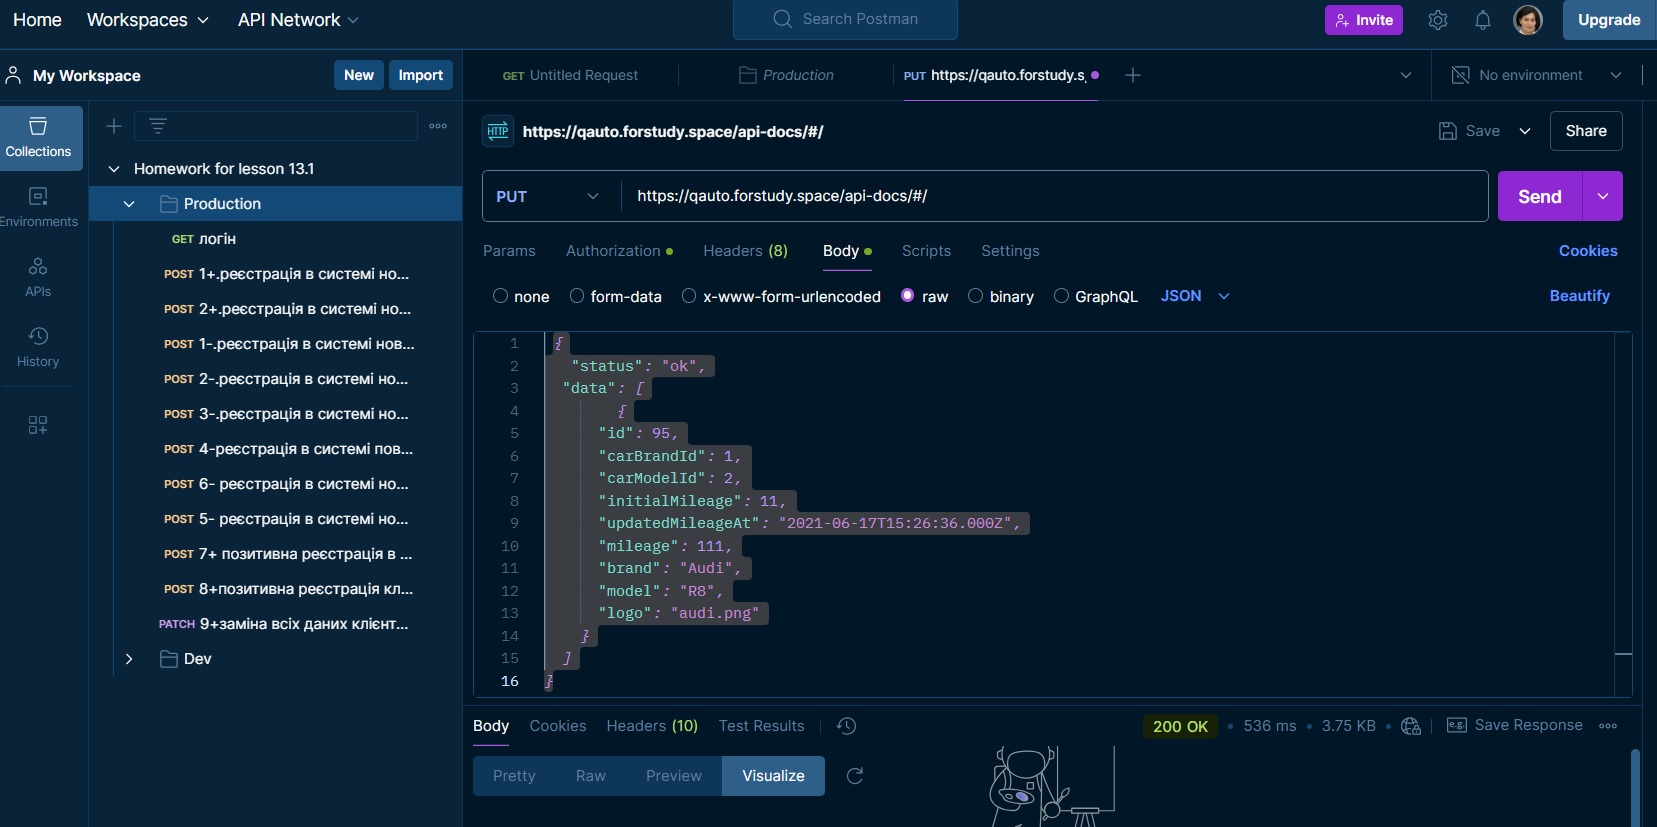 Home Workspaces API Network Search Postman Invite Upgrade
My Workspace New Import GET Untitled Request Production PUT https://qauto.forstudy.s No environment
Collections
Environments
APIs
History
Homework for lesson 13.1
Production
GET логін
POST 1+.реєстрація в системі но...
POST 2+.реєстрація в системі но...
POST 1-.реєстрація в системі нов...
POST 2-.реєстрація в системі но...
POST 3-.реєстрація в системі но...
POST 4-реєстрація в системі пов...
POST 6- реєстрація в системі но...
POST 5- реєстрація в системі но...
POST 7+ позитивна реєстрація в ...
POST 8+позитивна реєстрація кл...
PATCH 9+заміна всіх даних клієнт...
Dev
HTTP https://qauto.forstudy.space/api-docs/#/ Save Share
PUT https://qauto.forstudy.space/api-docs/#/ Send
Params Authorization Headers (8) Body Scripts Settings Cookies
none form-data x-www-form-urlencoded raw binary GraphQL JSON Beautify
1 {
2 "status": "ok",
3 "data": [
4 {
5 "id": 95,
6 "carBrandId": 1,
7 "carModelId": 2,
8 "initialMileage": 11,
9 "updatedMileageAt": "2021-06-17T15:26:36.000Z",
10 "mileage": 111,
11 "brand": "Audi",
12 "model": "R8",
13 "logo": "audi.png"
14 }
15 ]
16 }
Body Cookies Headers (10) Test Results 200 OK • 536 ms • 3.75 KB • e.g. Save Response
Pretty Raw Preview Visualize